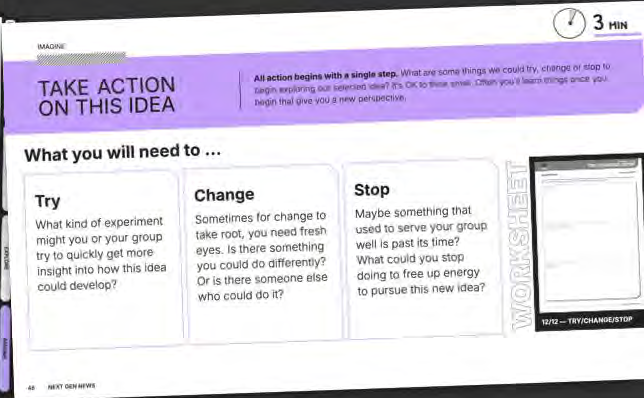 3 MIN
IMAGINE
TAKE ACTION
ON THIS IDEA
All action begins with a single step. What are some things we could try, change or stop to
begin exploring our selected idea? It's OK to think small. Often you'll learn things once you
begin that give you a new perspective.
What you will need to ...
Try
What kind of experiment
might you or your group
try to quickly get more
insight into how this idea
could develop?
Change
Sometimes for change to
take root, you need fresh
eyes. Is there something
you could do differently?
Or is there someone else
who could do it?
Stop
Maybe something that
used to serve your group
well is past its time?
What could you stop
doing to free up energy
to pursue this new idea?
WORKSHEET
12/12 — TRY/CHANGE/STOP
NEXT GEN NEWS